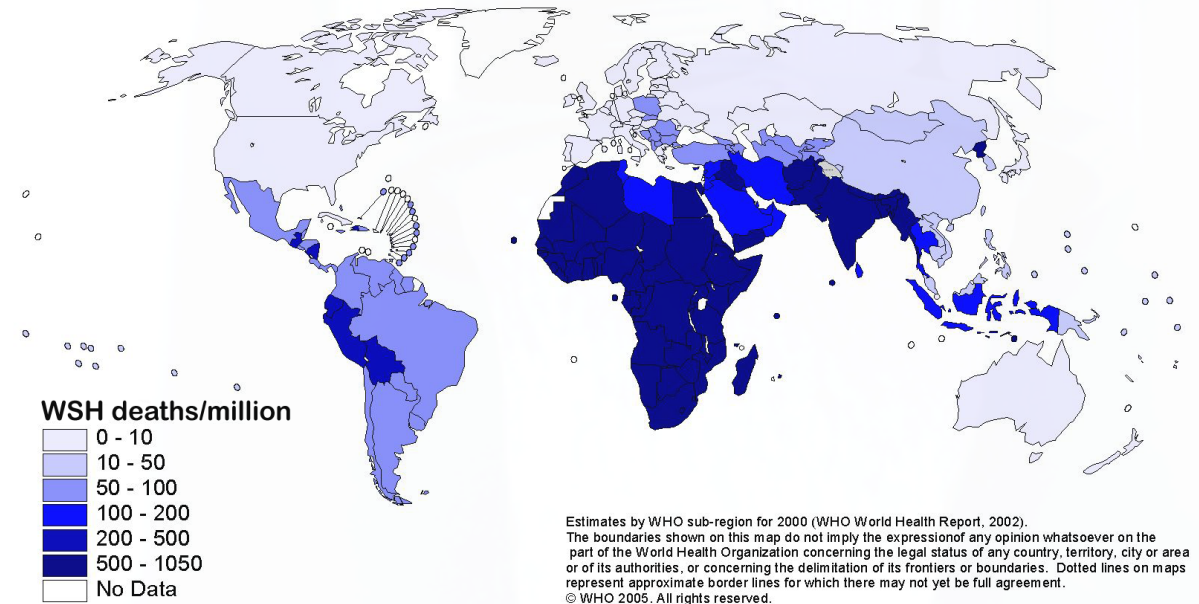 WSH deaths/million
0 - 10
10 - 50
50 - 100
100 - 200
200 - 500
500 - 1050
No Data
Estimates by WHO sub-region for 2000 (WHO World Health Report, 2002).
The boundaries shown on this map do not imply the expressionof any opinion whatsoever on the
part of the World Health Organization concerning the legal status of any country, territory, city or area
or of its authorities, or concerning the delimitation of its frontiers or boundaries. Dotted lines on maps
represent approximate border lines for which there may not yet be full agreement.
© WHO 2005. All rights reserved.